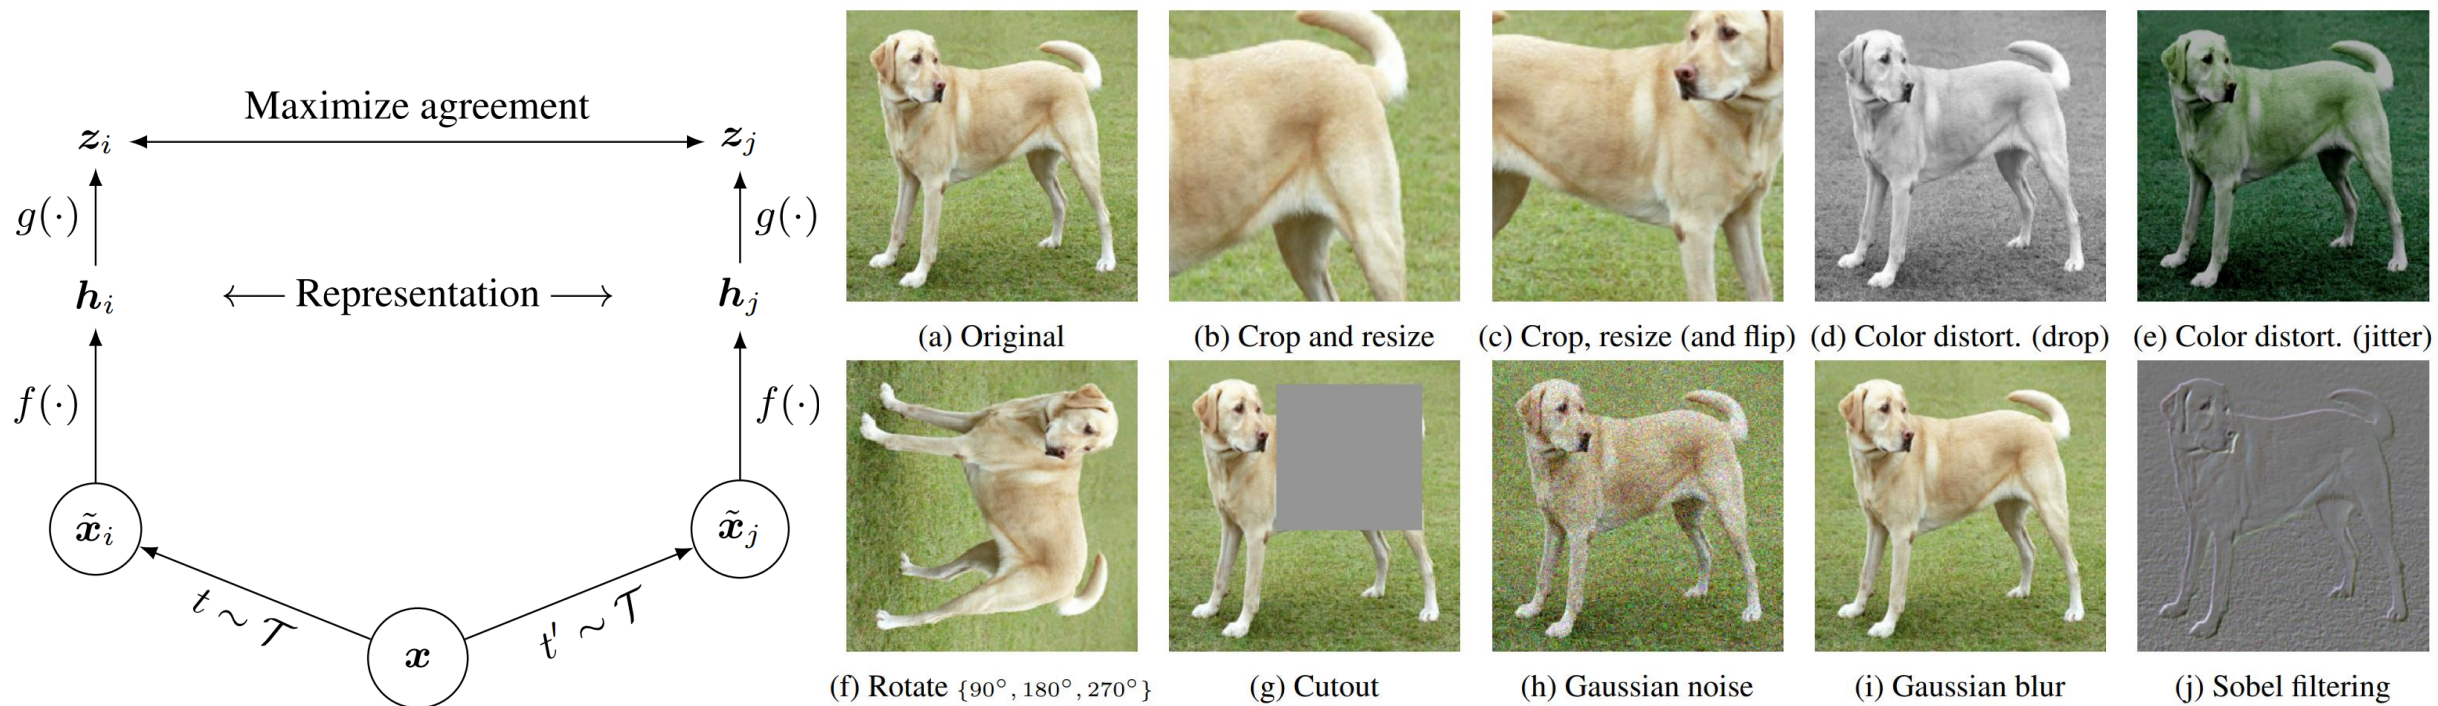 Maximize agreement
z_i
z_j
g(·)
g(·)
h_i
← Representation →
h_j
f(·)
f(·)
x̃_i
x̃_j
t ∼ 𝒯
t′ ∼ 𝒯
x
(a) Original
(b) Crop and resize
(c) Crop, resize (and flip)
(d) Color distort. (drop)
(e) Color distort. (jitter)
(f) Rotate {90°, 180°, 270°}
(g) Cutout
(h) Gaussian noise
(i) Gaussian blur
(j) Sobel filtering